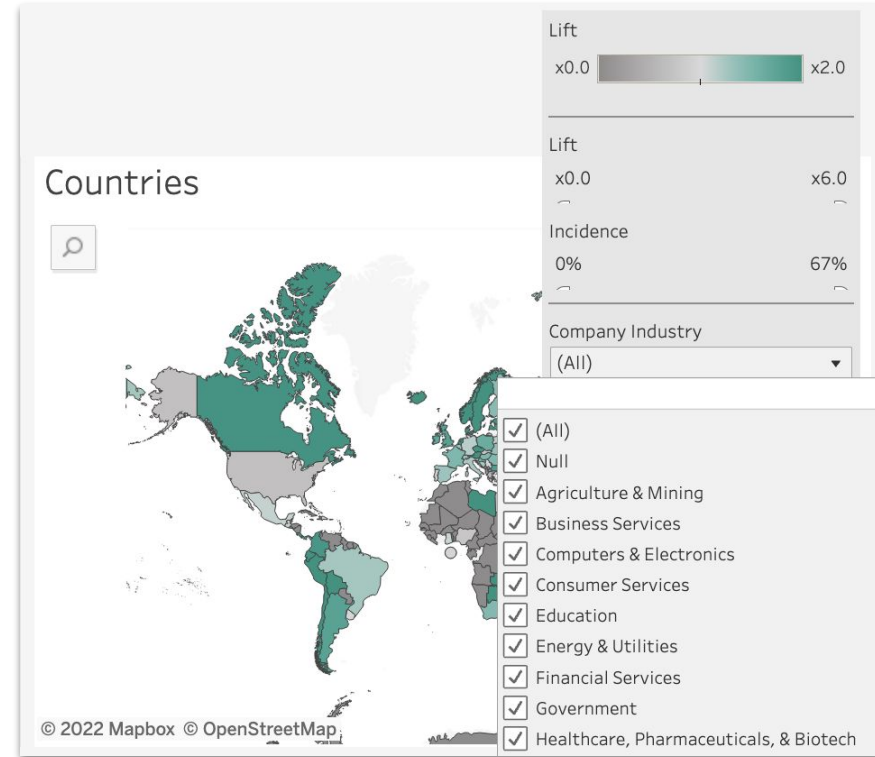 Lift
x0.0 x2.0
Lift
x0.0 x6.0
Incidence
0% 67%
Company Industry
(All)
(All)
Null
Agriculture & Mining
Business Services
Computers & Electronics
Consumer Services
Education
Energy & Utilities
Financial Services
Government
Healthcare, Pharmaceuticals, & Biotech
Countries
© 2022 Mapbox © OpenStreetMap